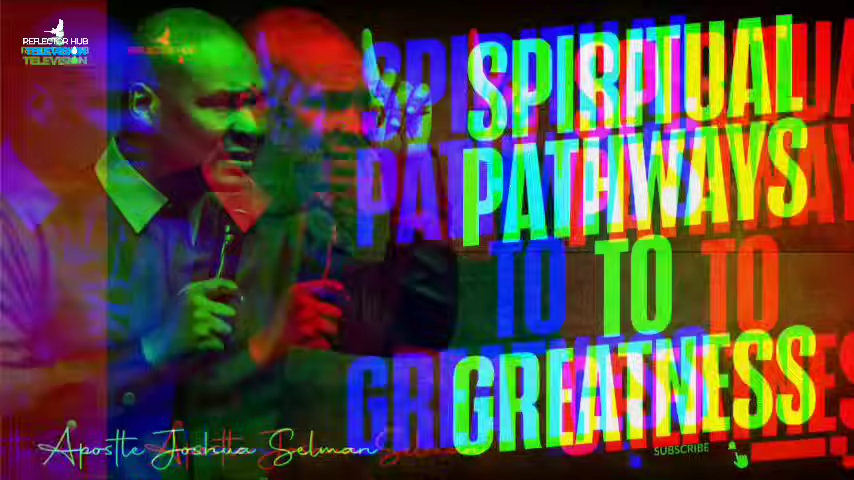 REFLECTOR HUB
TELEVISION
SPIRITUAL
PATHWAYS
TO
GREATNESS
Apostle Joshua Selman
SUBSCRIBE